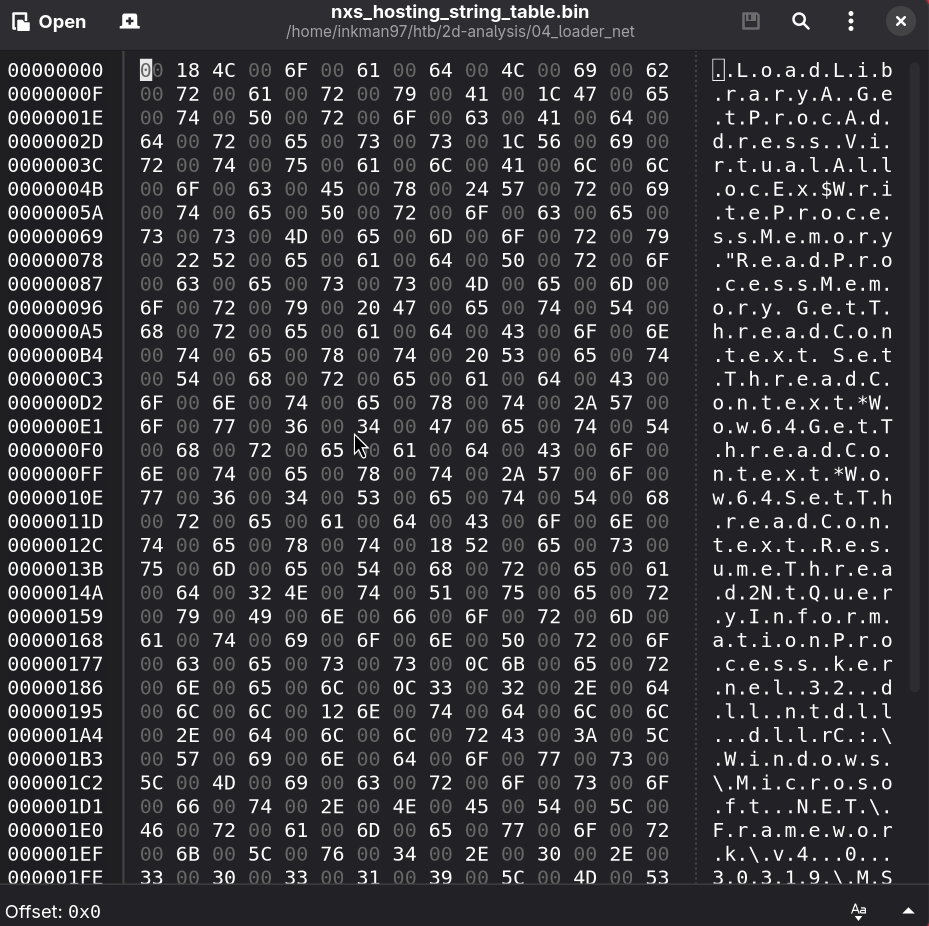 Open
nxs_hosting_string_table.bin
/home/inkman97/htb/2d-analysis/04_loader_net
00000000 00 18 4C 00 6F 00 61 00 64 00 4C 00 69 00 62 ..L.o.a.d.L.i.b
0000000F 00 72 00 61 00 72 00 79 00 41 00 1C 47 00 65 .r.a.r.y.A..G.e
0000001E 00 74 00 50 00 72 00 6F 00 63 00 41 00 64 00 .t.P.r.o.c.A.d.
0000002D 64 00 72 00 65 00 73 00 73 00 1C 56 00 69 00 d.r.e.s.s..V.i.
0000003C 72 00 74 00 75 00 61 00 6C 00 41 00 6C 00 6C r.t.u.a.l.A.l.l
0000004B 00 6F 00 63 00 45 00 78 00 24 57 00 72 00 69 .o.c.E.x.$W.r.i
0000005A 00 74 00 65 00 50 00 72 00 6F 00 63 00 65 00 .t.e.P.r.o.c.e.
00000069 73 00 73 00 4D 00 65 00 6D 00 6F 00 72 00 79 s.s.M.e.m.o.r.y
00000078 00 22 52 00 65 00 61 00 64 00 50 00 72 00 6F ."R.e.a.d.P.r.o
00000087 00 63 00 65 00 73 00 73 00 4D 00 65 00 6D 00 .c.e.s.s.M.e.m.
00000096 6F 00 72 00 79 00 20 47 00 65 00 74 00 54 00 o.r.y. G.e.t.T.
000000A5 68 00 72 00 65 00 61 00 64 00 43 00 6F 00 6E h.r.e.a.d.C.o.n
000000B4 00 74 00 65 00 78 00 74 00 20 53 00 65 00 74 .t.e.x.t. S.e.t
000000C3 00 54 00 68 00 72 00 65 00 61 00 64 00 43 00 .T.h.r.e.a.d.C.
000000D2 6F 00 6E 00 74 00 65 00 78 00 74 00 2A 57 00 o.n.t.e.x.t.*W.
000000E1 6F 00 77 00 36 00 34 00 47 00 65 00 74 00 54 o.w.6.4.G.e.t.T
000000F0 00 68 00 72 00 65 00 61 00 64 00 43 00 6F 00 .h.r.e.a.d.C.o.
000000FF 6E 00 74 00 65 00 78 00 74 00 2A 57 00 6F 00 n.t.e.x.t.*W.o.
0000010E 77 00 36 00 34 00 53 00 65 00 74 00 54 00 68 w.6.4.S.e.t.T.h
0000011D 00 72 00 65 00 61 00 64 00 43 00 6F 00 6E 00 .r.e.a.d.C.o.n.
0000012C 74 00 65 00 78 00 74 00 18 52 00 65 00 73 00 t.e.x.t..R.e.s.
0000013B 75 00 6D 00 65 00 54 00 68 00 72 00 65 00 61 u.m.e.T.h.r.e.a
0000014A 00 64 00 32 4E 00 74 00 51 00 75 00 65 00 72 .d.2N.t.Q.u.e.r
00000159 00 79 00 49 00 6E 00 66 00 6F 00 72 00 6D 00 .y.I.n.f.o.r.m.
00000168 61 00 74 00 69 00 6F 00 6E 00 50 00 72 00 6F a.t.i.o.n.P.r.o
00000177 00 63 00 65 00 73 00 73 00 0C 6B 00 65 00 72 .c.e.s.s..k.e.r
00000186 00 6E 00 65 00 6C 00 0C 33 00 32 00 2E 00 64 .n.e.l..3.2...d
00000195 00 6C 00 6C 00 12 6E 00 74 00 64 00 6C 00 6C .l.l..n.t.d.l.l
000001A4 00 2E 00 64 00 6C 00 6C 00 72 43 00 3A 00 5C ...d.l.l.rC.:.\
000001B3 00 57 00 69 00 6E 00 64 00 6F 00 77 00 73 00 .W.i.n.d.o.w.s.
000001C2 5C 00 4D 00 69 00 63 00 72 00 6F 00 73 00 6F \.M.i.c.r.o.s.o
000001D1 00 66 00 74 00 2E 00 4E 00 45 00 54 00 5C 00 .f.t...N.E.T.\.
000001E0 46 00 72 00 61 00 6D 00 65 00 77 00 6F 00 72 F.r.a.m.e.w.o.r
000001EF 00 6B 00 5C 00 76 00 34 00 2E 00 30 00 2E 00 .k.\.v.4...0...
000001FE 33 00 30 00 33 00 31 00 39 00 5C 00 4D 00 53 3.0.3.1.9.\.M.S
Offset: 0x0
Aa